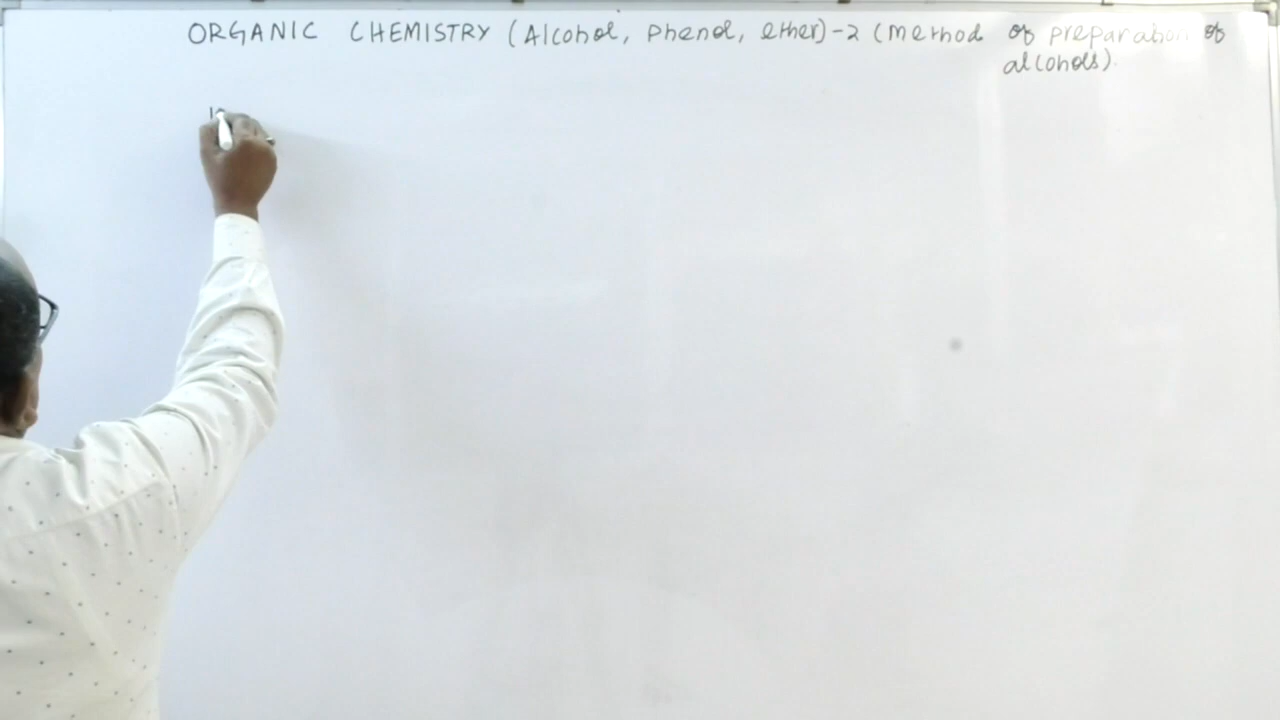 ORGANIC CHEMISTRY (Alcohol, Phenol, ether)-2 (method of preparation of
alcohols).